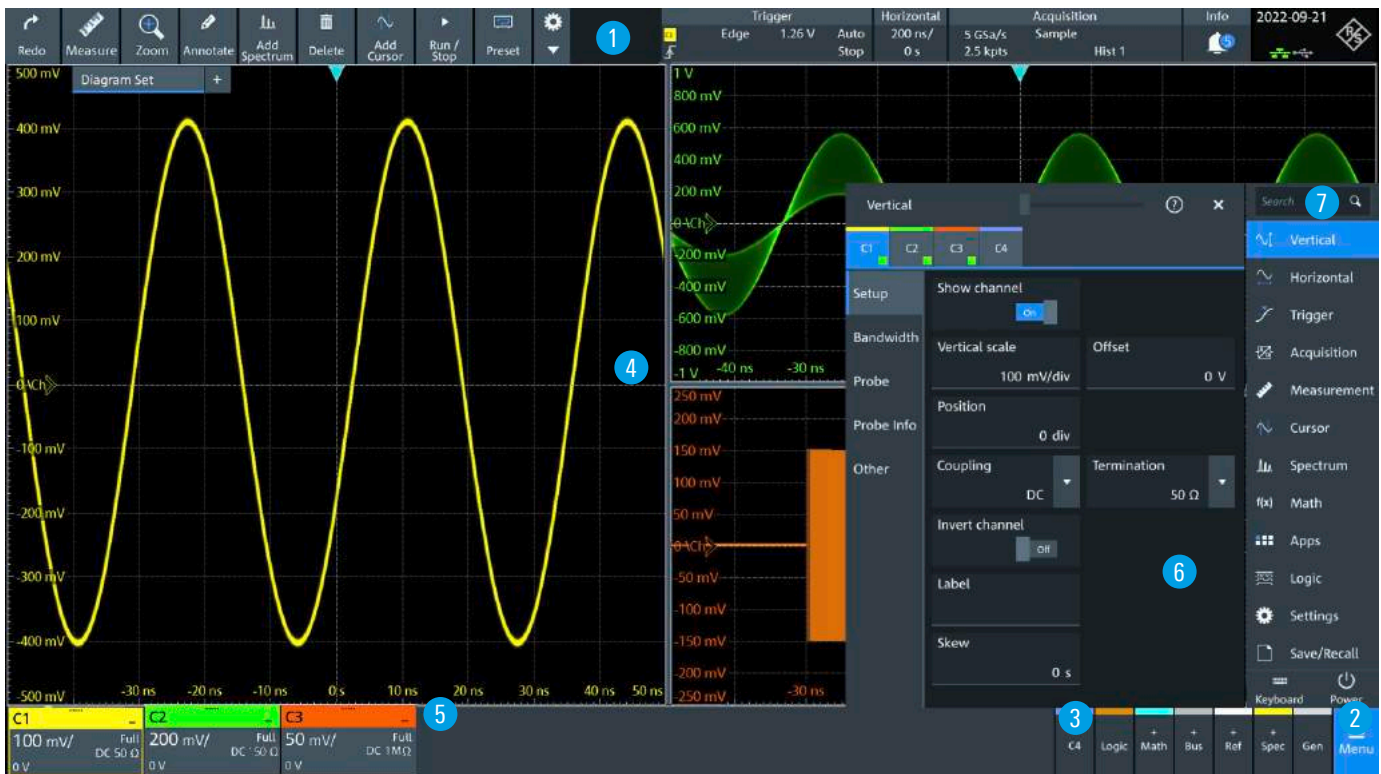 Redo
Measure
Zoom
Annotate
Add Spectrum
Delete
Add Cursor
Run / Stop
Preset
1
Trigger
Edge 1.26 V Auto
Stop
Horizontal
200 ns/
0 s
Acquisition
5 GSa/s Sample
2.5 kpts Hist 1
Info
5
2022-09-21
R&S
500 mV
Diagram Set +
400 mV
300 mV
200 mV
100 mV
0 V
Ch
-100 mV
-200 mV
-300 mV
-400 mV
-500 mV
-30 ns -20 ns -10 ns 0 s 10 ns 20 ns 30 ns 40 ns 50 ns
4
1 V
800 mV
600 mV
400 mV
200 mV
Ch
-200 mV
-400 mV
-600 mV
-800 mV
-1 V -40 ns -30 ns
250 mV
200 mV
150 mV
100 mV
50 mV
-50 mV
-100 mV
-150 mV
-200 mV
-250 mV -30 ns
Vertical ?
C1 C2 C3 C4
Setup
Bandwidth
Probe
Probe Info
Other
Show channel
On
Vertical scale
100 mV/div
Offset
0 V
Position
0 div
Coupling
DC
Termination
50 Ω
Invert channel
Off
Label
Skew
0 s
6
Search
7
Vertical
Horizontal
Trigger
Acquisition
Measurement
Cursor
Spectrum
f(x) Math
Apps
Logic
Settings
Save/Recall
Keyboard
Power
C1
100 mV/ Full
DC 50 Ω
0 V
C2
200 mV/ Full
DC 50 Ω
0 V
C3
50 mV/ Full
DC 1MΩ
0 V
5
3
C4
Logic
+ Math
+ Bus
+ Ref
+ Spec
Gen
2
Menu